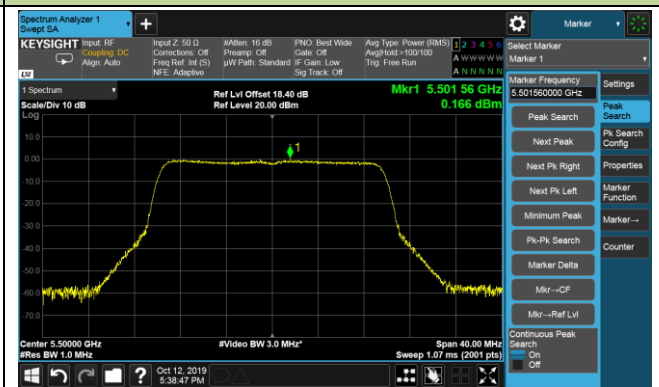 Spectrum Analyzer 1
Swept SA
+
Marker
KEYSIGHT
Input: RF
Coupling: DC
Align: Auto
Input Z: 50 Ω
Corrections: Off
Freq Ref: Int (S)
NFE: Adaptive
#Atten: 16 dB
Preamp: Off
µW Path: Standard
PNO: Best Wide
Gate: Off
IF Gain: Low
Sig Track: Off
Avg Type: Power (RMS)
Avg|Hold:>100/100
Trig: Free Run
1 2 3 4 5 6
A W W W W W
A N N N N N
Select Marker
Marker 1
LXI
1 Spectrum
Scale/Div 10 dB
Log
Ref Lvl Offset 18.40 dB
Ref Level 20.00 dBm
Mkr1 5.501 56 GHz
0.166 dBm
10.0
0.00
-10.0
-20.0
-30.0
-40.0
-50.0
-60.0
-70.0
1
Center 5.50000 GHz
#Res BW 1.0 MHz
#Video BW 3.0 MHz*
Span 40.00 MHz
Sweep 1.07 ms (2001 pts)
Marker Frequency
5.501560000 GHz
Peak Search
Next Peak
Next Pk Right
Next Pk Left
Minimum Peak
Pk-Pk Search
Marker Delta
Mkr→CF
Mkr→Ref Lvl
Continuous Peak
Search
On
Off
Settings
Peak
Search
Pk Search
Config
Properties
Marker
Function
Marker→
Counter
?
Oct 12, 2019
5:38:47 PM